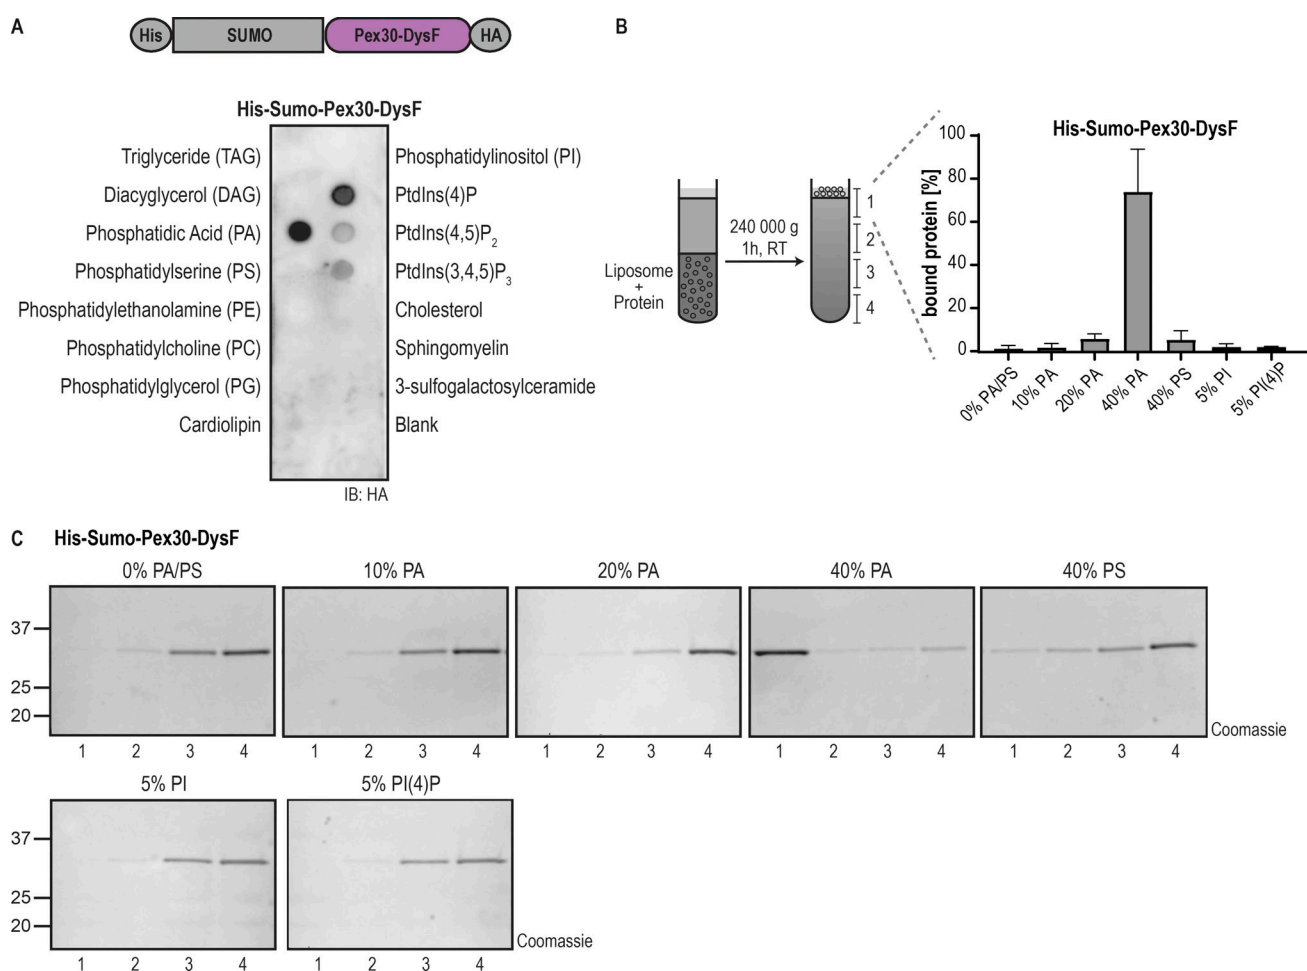 A
His
SUMO
Pex30-DysF
HA
His-Sumo-Pex30-DysF
Triglyceride (TAG)
Diacyglycerol (DAG)
Phosphatidic Acid (PA)
Phosphatidylserine (PS)
Phosphatidylethanolamine (PE)
Phosphatidylcholine (PC)
Phosphatidylglycerol (PG)
Cardiolipin
Phosphatidylinositol (PI)
PtdIns(4)P
PtdIns(4,5)P2
PtdIns(3,4,5)P3
Cholesterol
Sphingomyelin
3-sulfogalactosylceramide
Blank
IB: HA
B
Liposome
+
Protein
240 000 g
1h, RT
1
2
3
4
His-Sumo-Pex30-DysF
bound protein [%]
100
80
60
40
20
0
0% PA/PS
10% PA
20% PA
40% PA
40% PS
5% PI
5% PI(4)P
C His-Sumo-Pex30-DysF
0% PA/PS 10% PA 20% PA 40% PA 40% PS
37
25
20
1 2 3 4 1 2 3 4 1 2 3 4 1 2 3 4 1 2 3 4
Coomassie
5% PI 5% PI(4)P
37
25
20
1 2 3 4 1 2 3 4
Coomassie